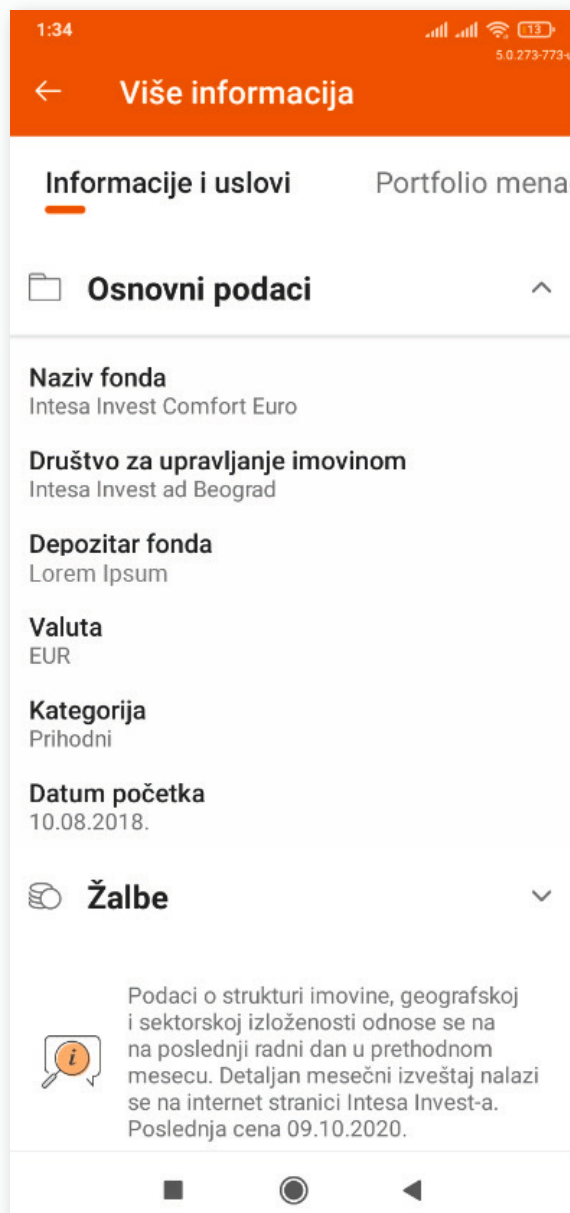 1:34
13
5.0.273-773-
Više informacija
Informacije i uslovi
Portfolio mena
Osnovni podaci
Naziv fonda
Intesa Invest Comfort Euro
Društvo za upravljanje imovinom
Intesa Invest ad Beograd
Depozitar fonda
Lorem Ipsum
Valuta
EUR
Kategorija
Prihodni
Datum početka
10.08.2018.
Žalbe
Podaci o strukturi imovine, geografskoj
i sektorskoj izloženosti odnose se na
na poslednji radni dan u prethodnom
mesecu. Detaljan mesečni izveštaj nalazi
se na internet stranici Intesa Invest-a.
Poslednja cena 09.10.2020.